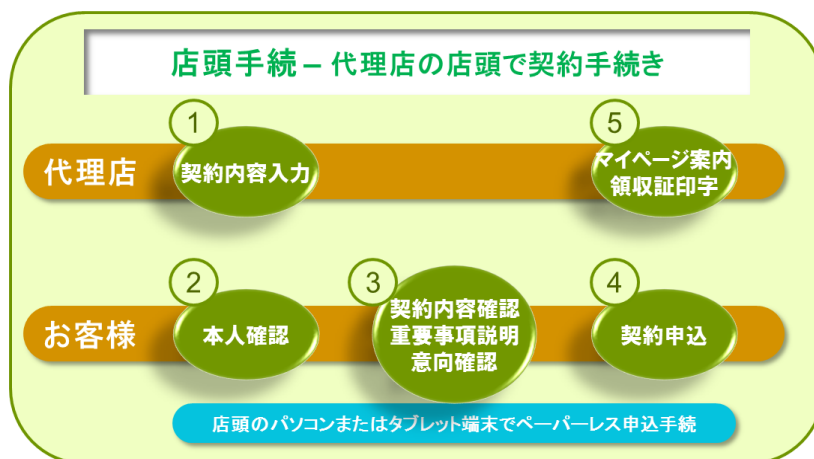 店頭手続 – 代理店の店頭で契約手続き
1
5
代理店
契約内容入力
マイページ案内
領収証印字
2
3
4
お客様
本人確認
契約内容確認
重要事項説明
意向確認
契約申込
店頭のパソコンまたはタブレット端末でペーパーレス申込手続